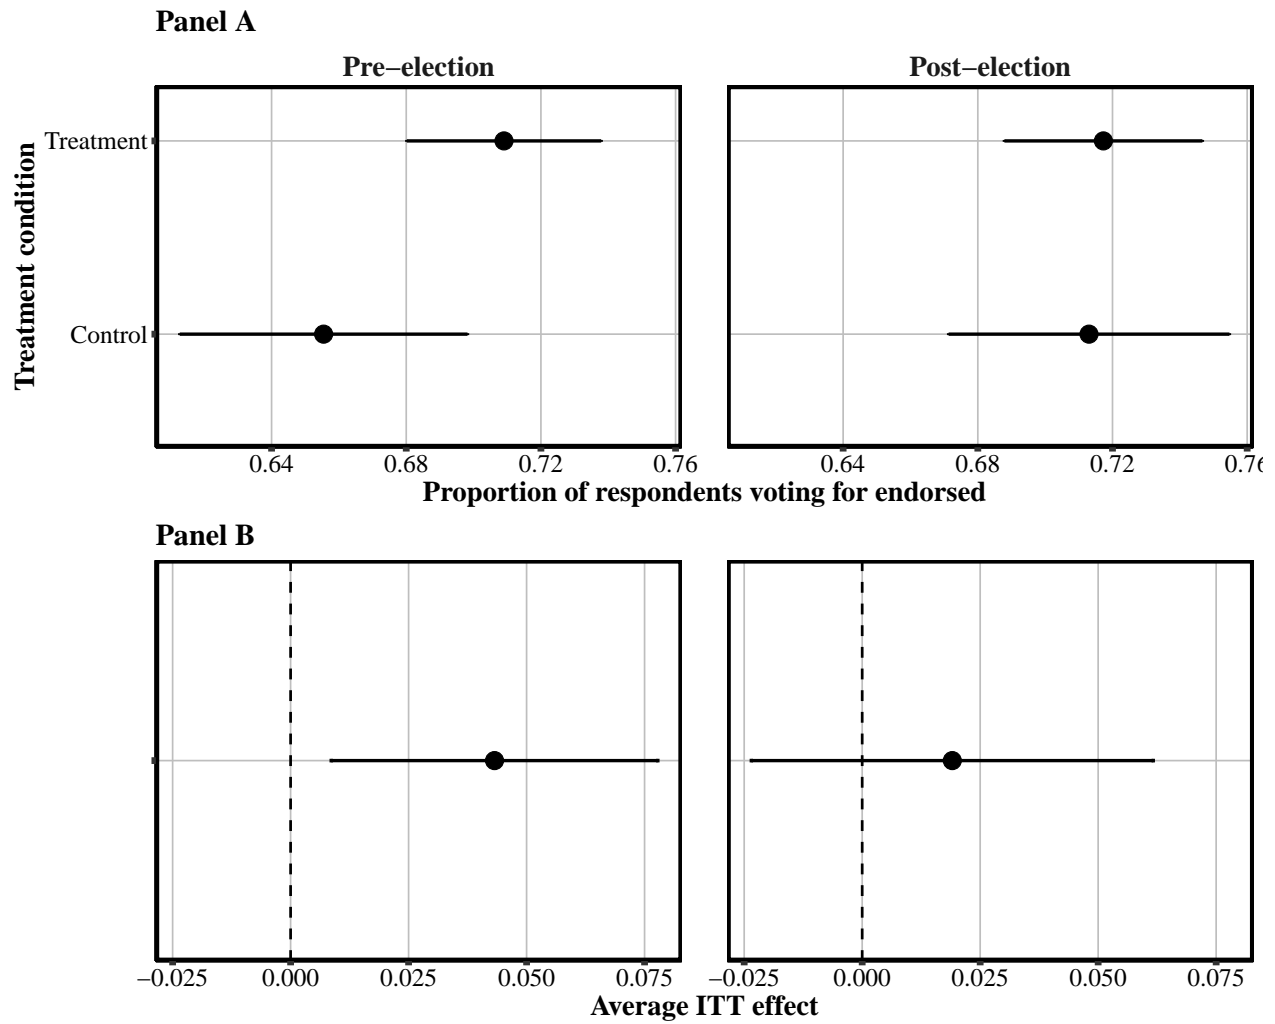 Panel A
Pre−election Post−election
Treatment condition
Treatment
Control
0.64 0.68 0.72 0.76 0.64 0.68 0.72 0.76
Proportion of respondents voting for endorsed
Panel B
−0.025 0.000 0.025 0.050 0.075 −0.025 0.000 0.025 0.050 0.075
Average ITT effect